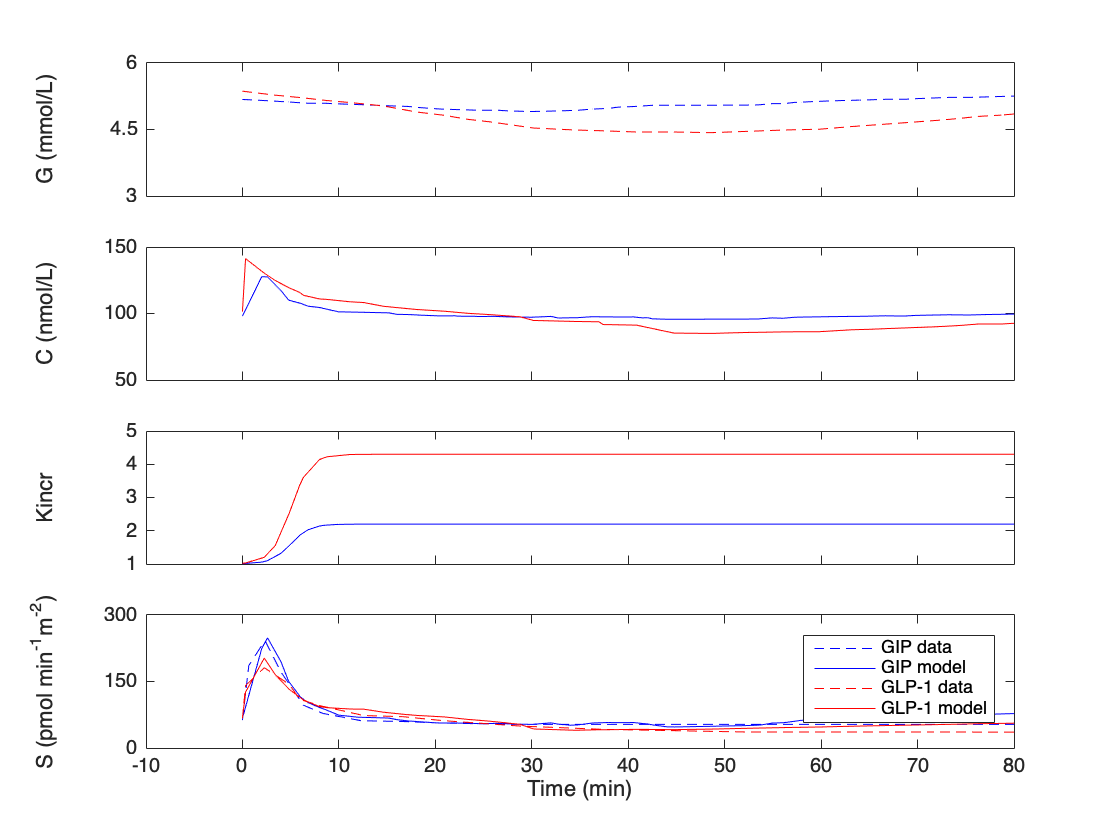 6
4.5
3
G (mmol/L)
150
100
50
C (nmol/L)
5
4
3
2
1
Kincr
300
150
0
S (pmol min-1m-2)
GIP data
GIP model
GLP-1 data
GLP-1 model
-10 0 10 20 30 40 50 60 70 80
Time (min)